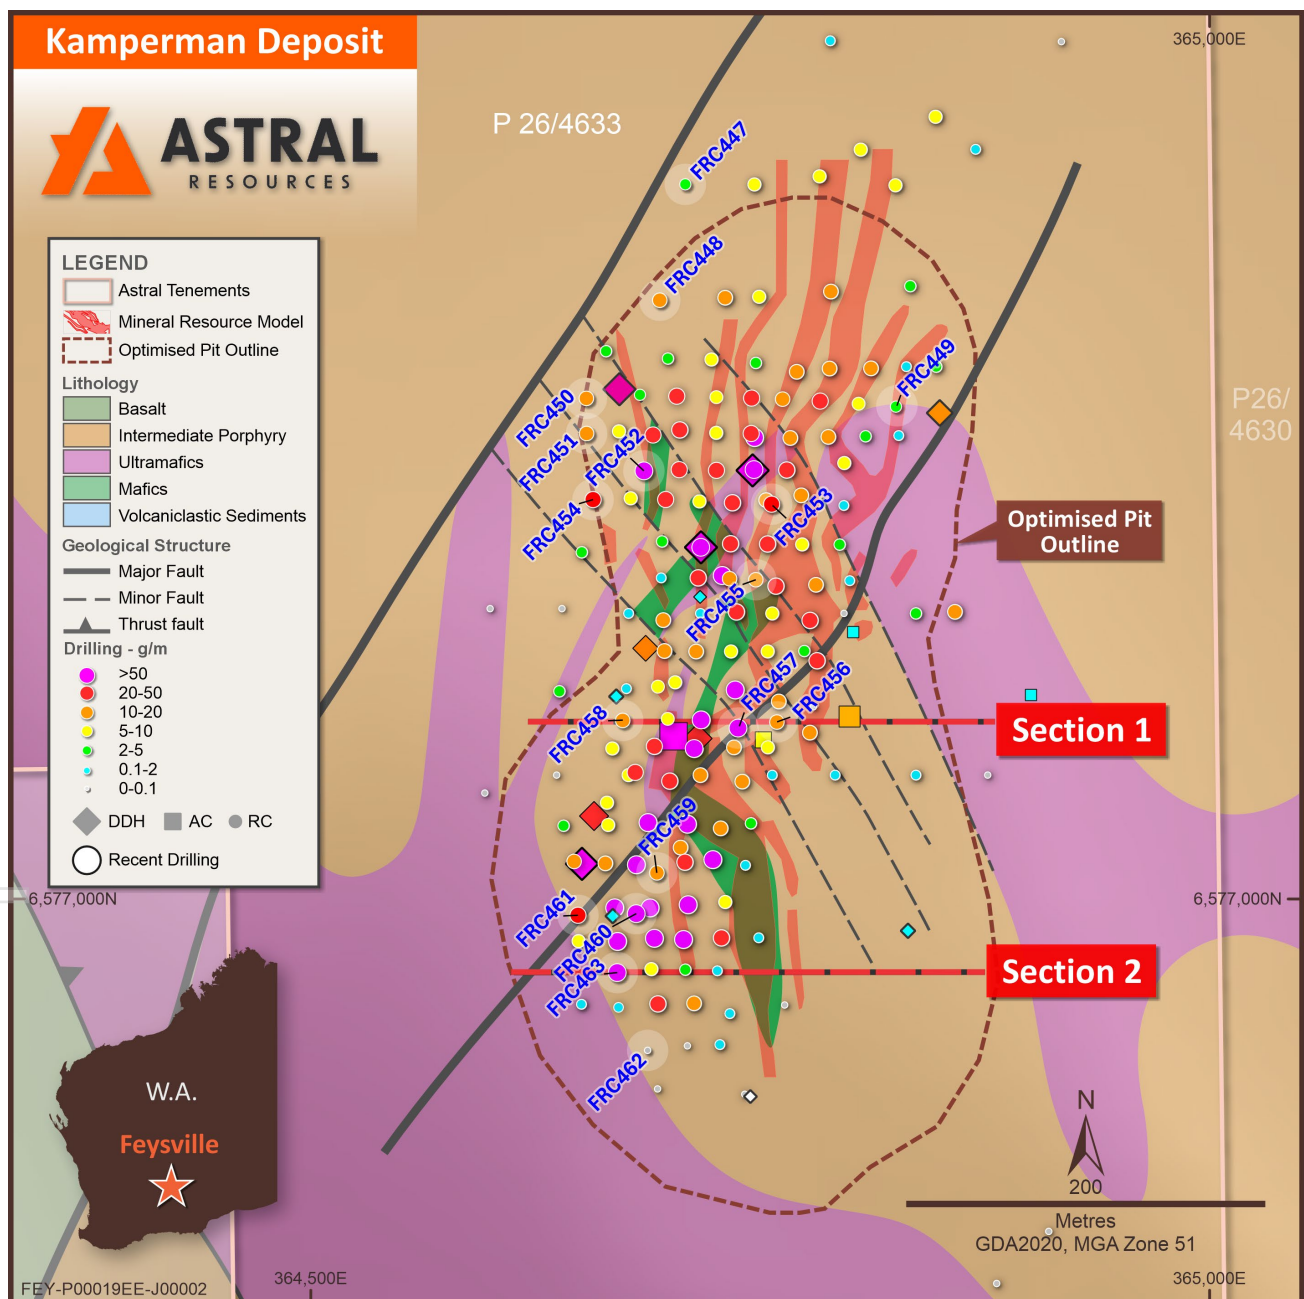 Kamperman Deposit
ASTRAL
RESOURCES
P 26/4633
365,000E
P26/
4630
LEGEND
Astral Tenements
Mineral Resource Model
Optimised Pit Outline
Lithology
Basalt
Intermediate Porphyry
Ultramafics
Mafics
Volcaniclastic Sediments
Geological Structure
Major Fault
Minor Fault
Thrust fault
Drilling - g/m
>50
20-50
10-20
5-10
2-5
0.1-2
0-0.1
DDH AC RC
Recent Drilling
FRC447
FRC448
FRC449
FRC450
FRC451
FRC452
FRC453
FRC454
FRC455
FRC456
FRC457
FRC458
FRC459
FRC461
FRC460
FRC463
FRC462
Optimised Pit
Outline
Section 1
Section 2
6,577,000N
6,577,000N
W.A.
Feysville
N
200
Metres
GDA2020, MGA Zone 51
FEY-P00019EE-J00002
364,500E
365,000E